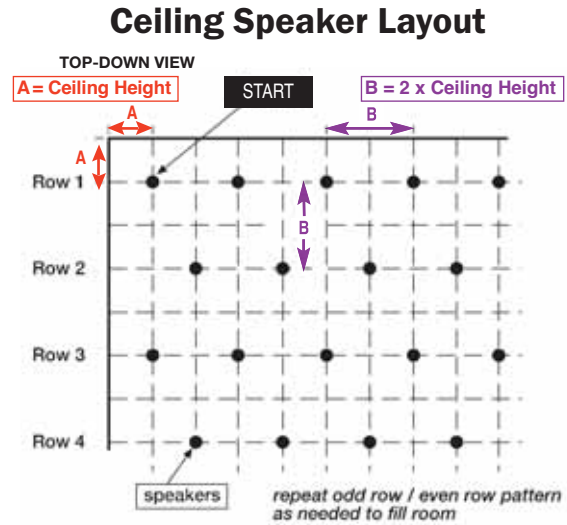 Ceiling Speaker Layout
TOP-DOWN VIEW
A = Ceiling Height
START
B = 2 x Ceiling Height
A
B
A
Row 1
B
Row 2
Row 3
Row 4
speakers
repeat odd row / even row pattern
as needed to fill room